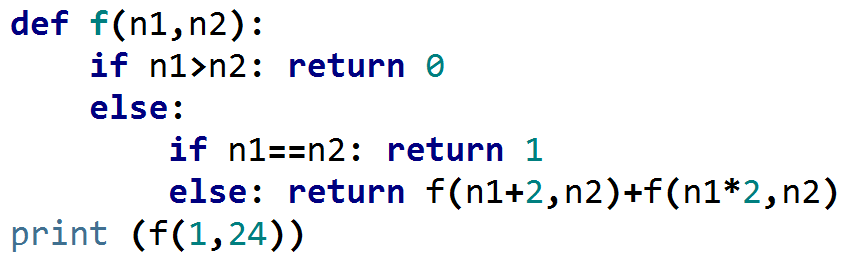 def f(n1,n2):
    if n1>n2: return 0
    else:
        if n1==n2: return 1
        else: return f(n1+2,n2)+f(n1*2,n2)
print (f(1,24))